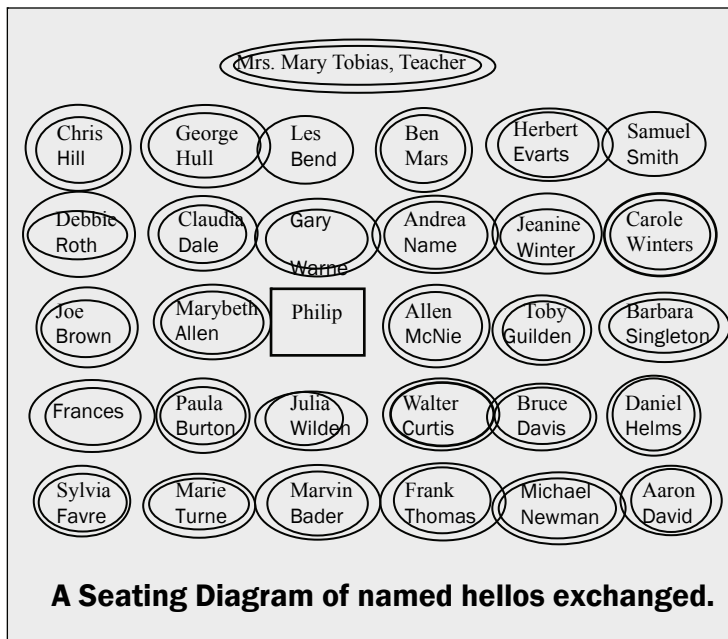 Mrs. Mary Tobias, Teacher
Chris Hill
George Hull
Les Bend
Ben Mars
Herbert Evarts
Samuel Smith
Debbie Roth
Claudia Dale
Gary Warne
Andrea Name
Jeanine Winter
Carole Winters
Joe Brown
Marybeth Allen
Philip
Allen McNie
Toby Guilden
Barbara Singleton
Frances
Paula Burton
Julia Wilden
Walter Curtis
Bruce Davis
Daniel Helms
Sylvia Favre
Marie Turne
Marvin Bader
Frank Thomas
Michael Newman
Aaron David
A Seating Diagram of named hellos exchanged.